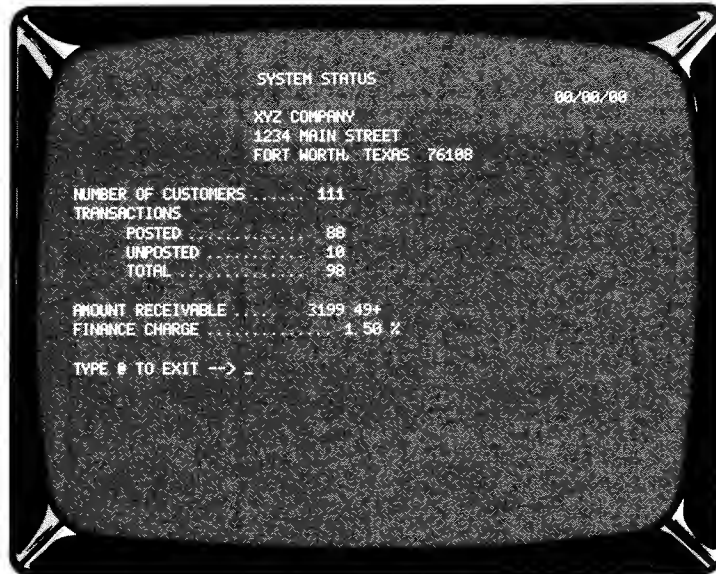 SYSTEM STATUS
00/00/00
XYZ COMPANY
1234 MAIN STREET
FORT WORTH, TEXAS 76108
NUMBER OF CUSTOMERS ...... 111
TRANSACTIONS
POSTED ............. 88
UNPOSTED ........... 10
TOTAL .............. 98
AMOUNT RECEIVABLE ..... 3199 49+
FINANCE CHARGE .............. 1.50 %
TYPE @ TO EXIT --> _